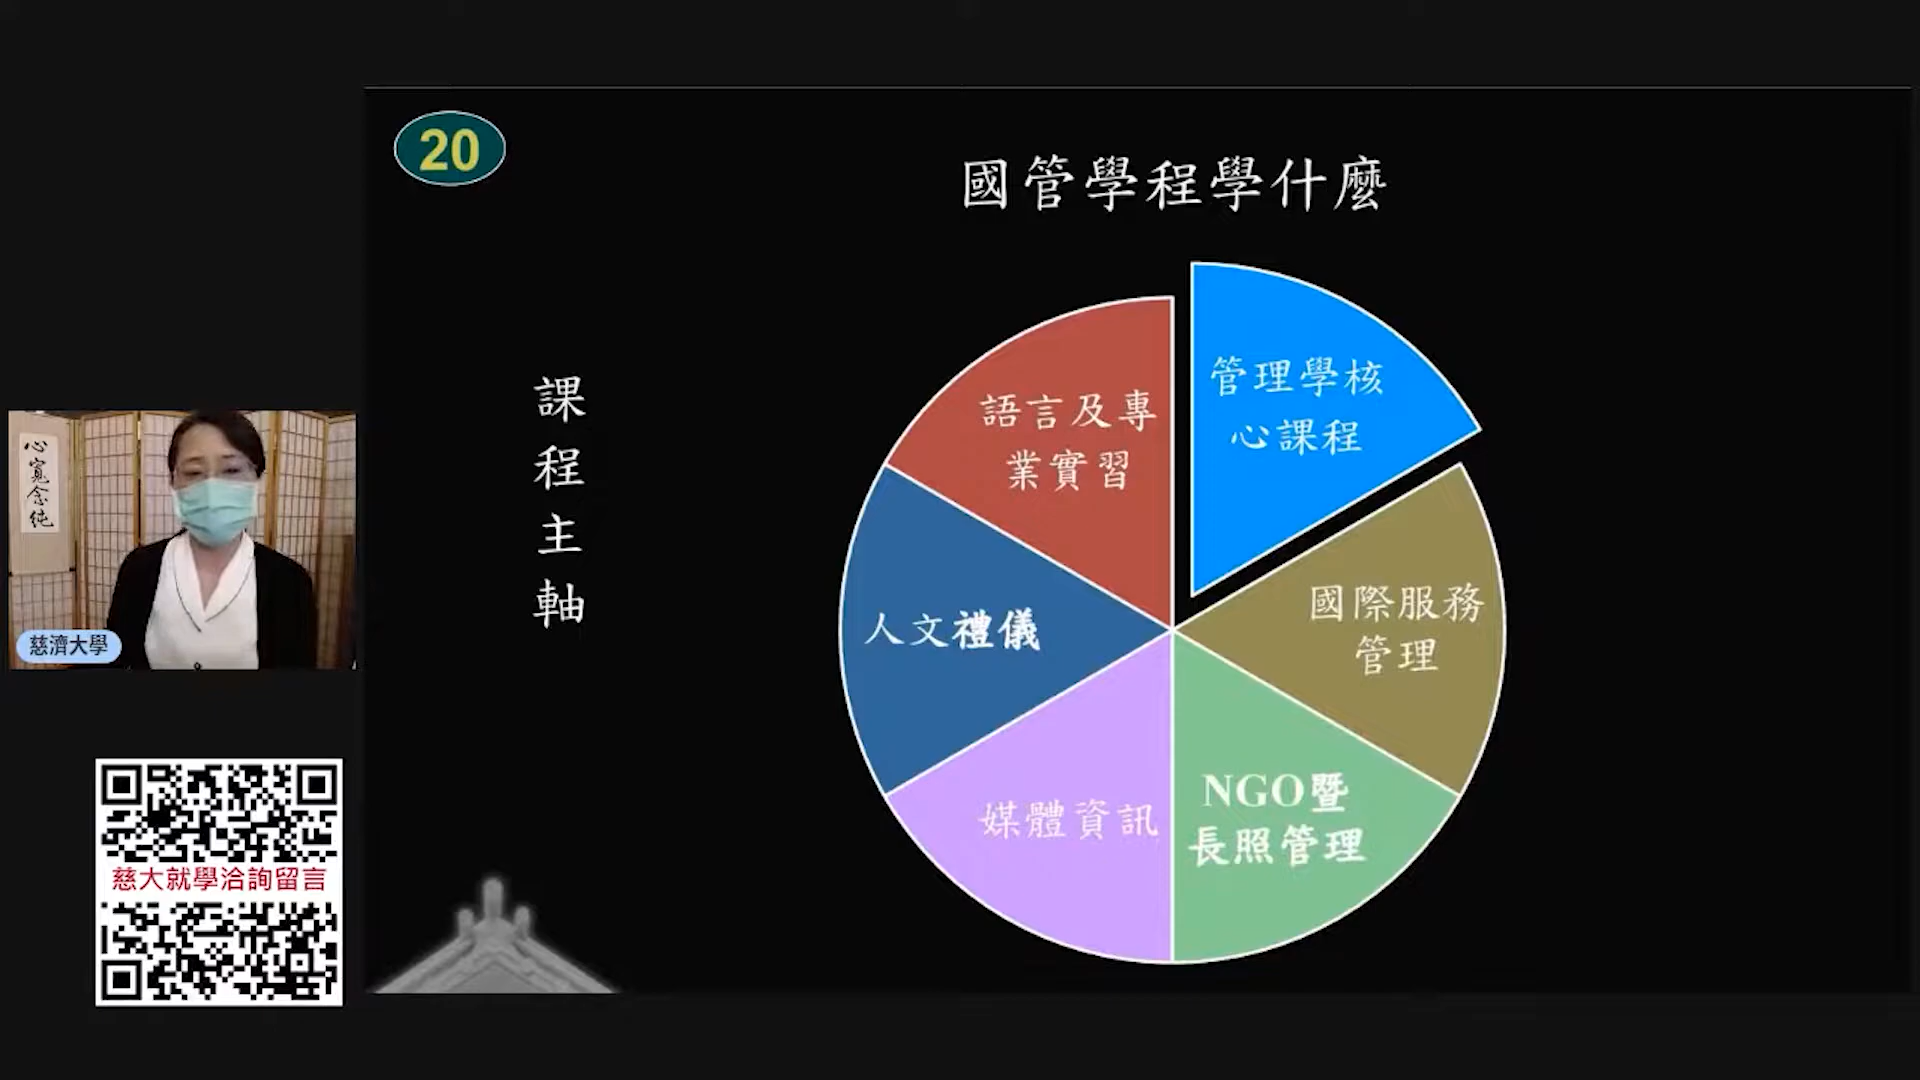 20
國管學程學什麼
課程主軸
管理學核
心課程
國際服務
管理
NGO暨
長照管理
媒體資訊
人文禮儀
語言及專
業實習
心寬念純
慈濟大學
慈大就學洽詢留言